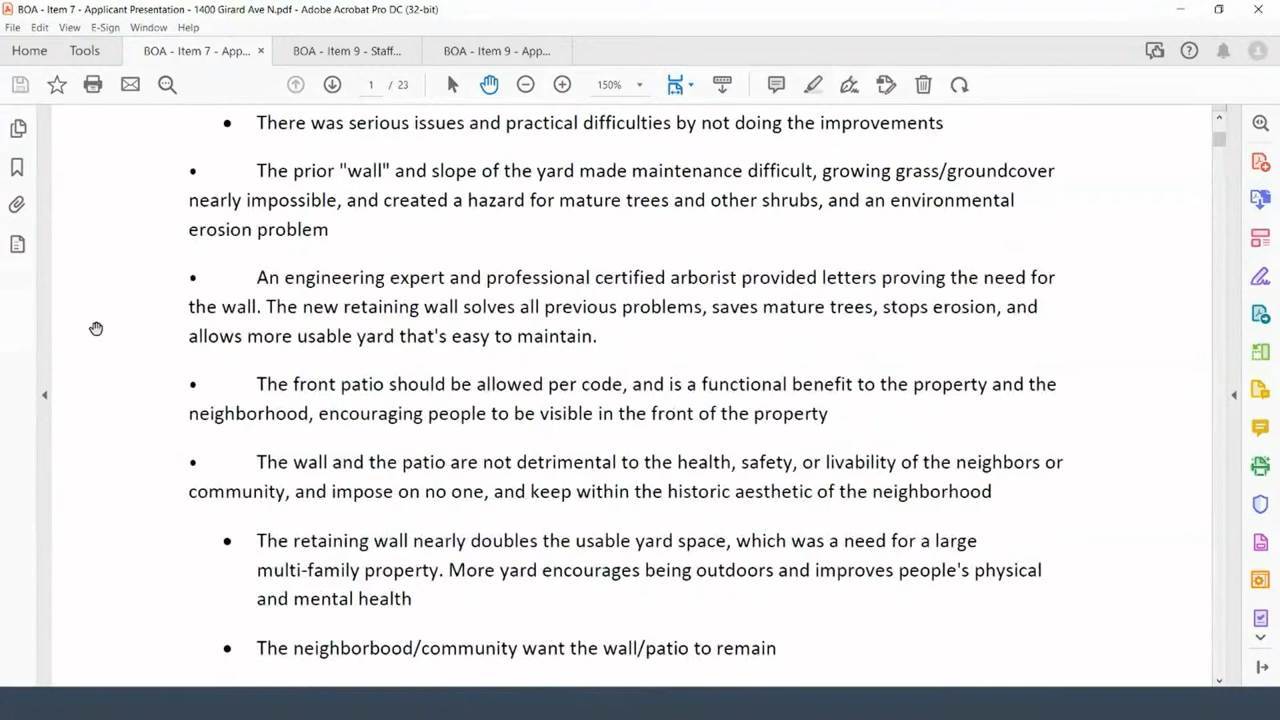 BOA - Item 7 - Applicant Presentation - 1400 Girard Ave N.pdf - Adobe Acrobat Pro DC (32-bit)
File Edit View E-Sign Window Help
Home Tools BOA - Item 7 - App... × BOA - Item 9 - Staff... BOA - Item 9 - App...
1 / 23 150%
• There was serious issues and practical difficulties by not doing the improvements
• The prior "wall" and slope of the yard made maintenance difficult, growing grass/groundcover
nearly impossible, and created a hazard for mature trees and other shrubs, and an environmental
erosion problem
• An engineering expert and professional certified arborist provided letters proving the need for
the wall. The new retaining wall solves all previous problems, saves mature trees, stops erosion, and
allows more usable yard that's easy to maintain.
• The front patio should be allowed per code, and is a functional benefit to the property and the
neighborhood, encouraging people to be visible in the front of the property
• The wall and the patio are not detrimental to the health, safety, or livability of the neighbors or
community, and impose on no one, and keep within the historic aesthetic of the neighborhood
• The retaining wall nearly doubles the usable yard space, which was a need for a large
multi-family property. More yard encourages being outdoors and improves people's physical
and mental health
• The neighborbood/community want the wall/patio to remain